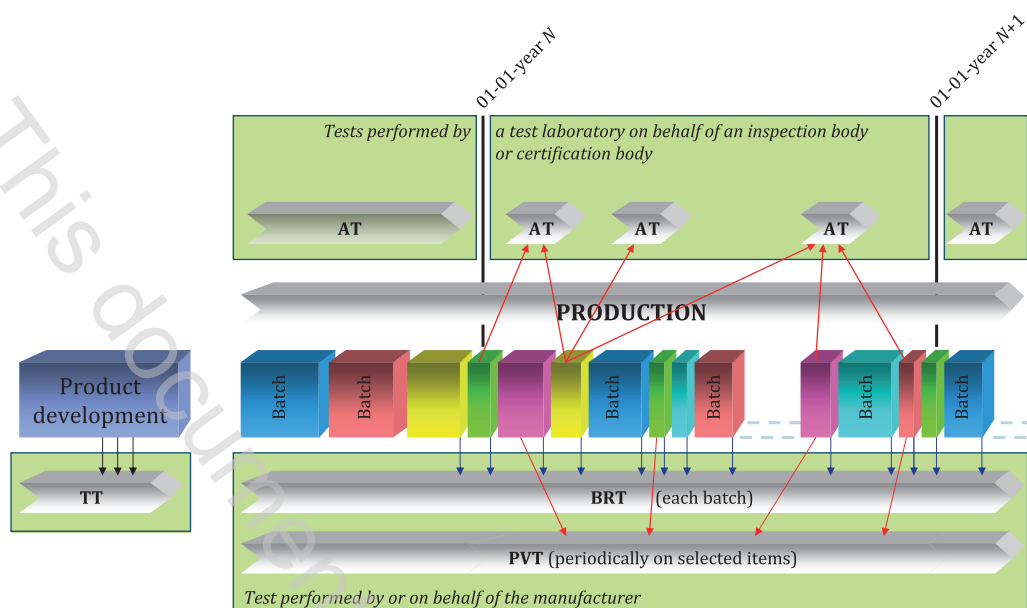 01-01-year N
01-01-year N+1
Tests performed by
a test laboratory on behalf of an inspection body
or certification body
AT
AT
AT
AT
AT
PRODUCTION
Product
development
Batch
Batch
Batch
Batch
Batch
Batch
TT
BRT (each batch)
PVT (periodically on selected items)
Test performed by or on behalf of the manufacturer
This document